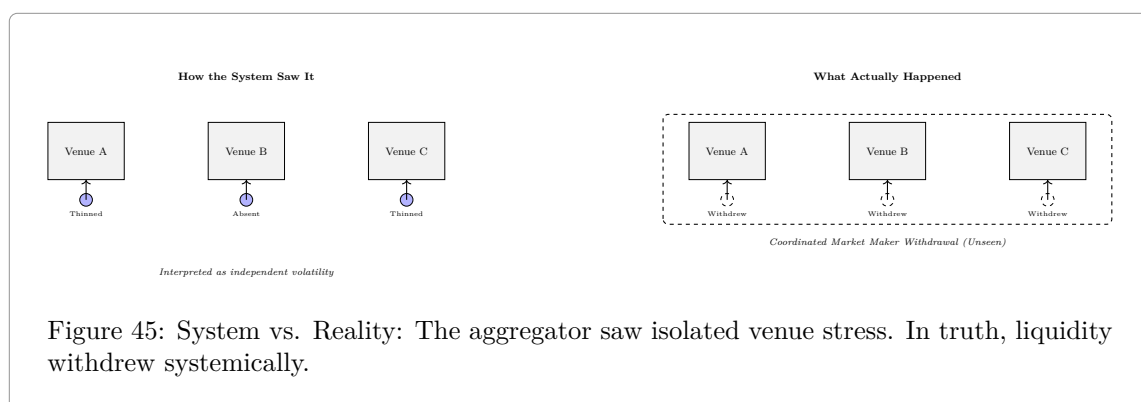 How the System Saw It
Venue A
Venue B
Venue C
Thinned
Absent
Thinned
Interpreted as independent volatility
What Actually Happened
Venue A
Venue B
Venue C
Withdrew
Withdrew
Withdrew
Coordinated Market Maker Withdrawal (Unseen)
Figure 45: System vs. Reality: The aggregator saw isolated venue stress. In truth, liquidity
withdrew systemically.